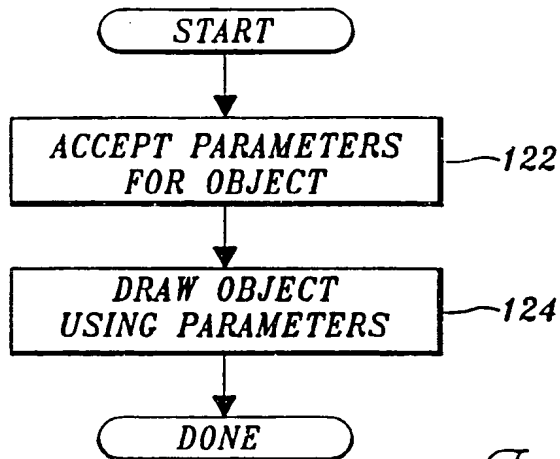 START
ACCEPT PARAMETERS
FOR OBJECT
122
DRAW OBJECT
USING PARAMETERS
124
DONE